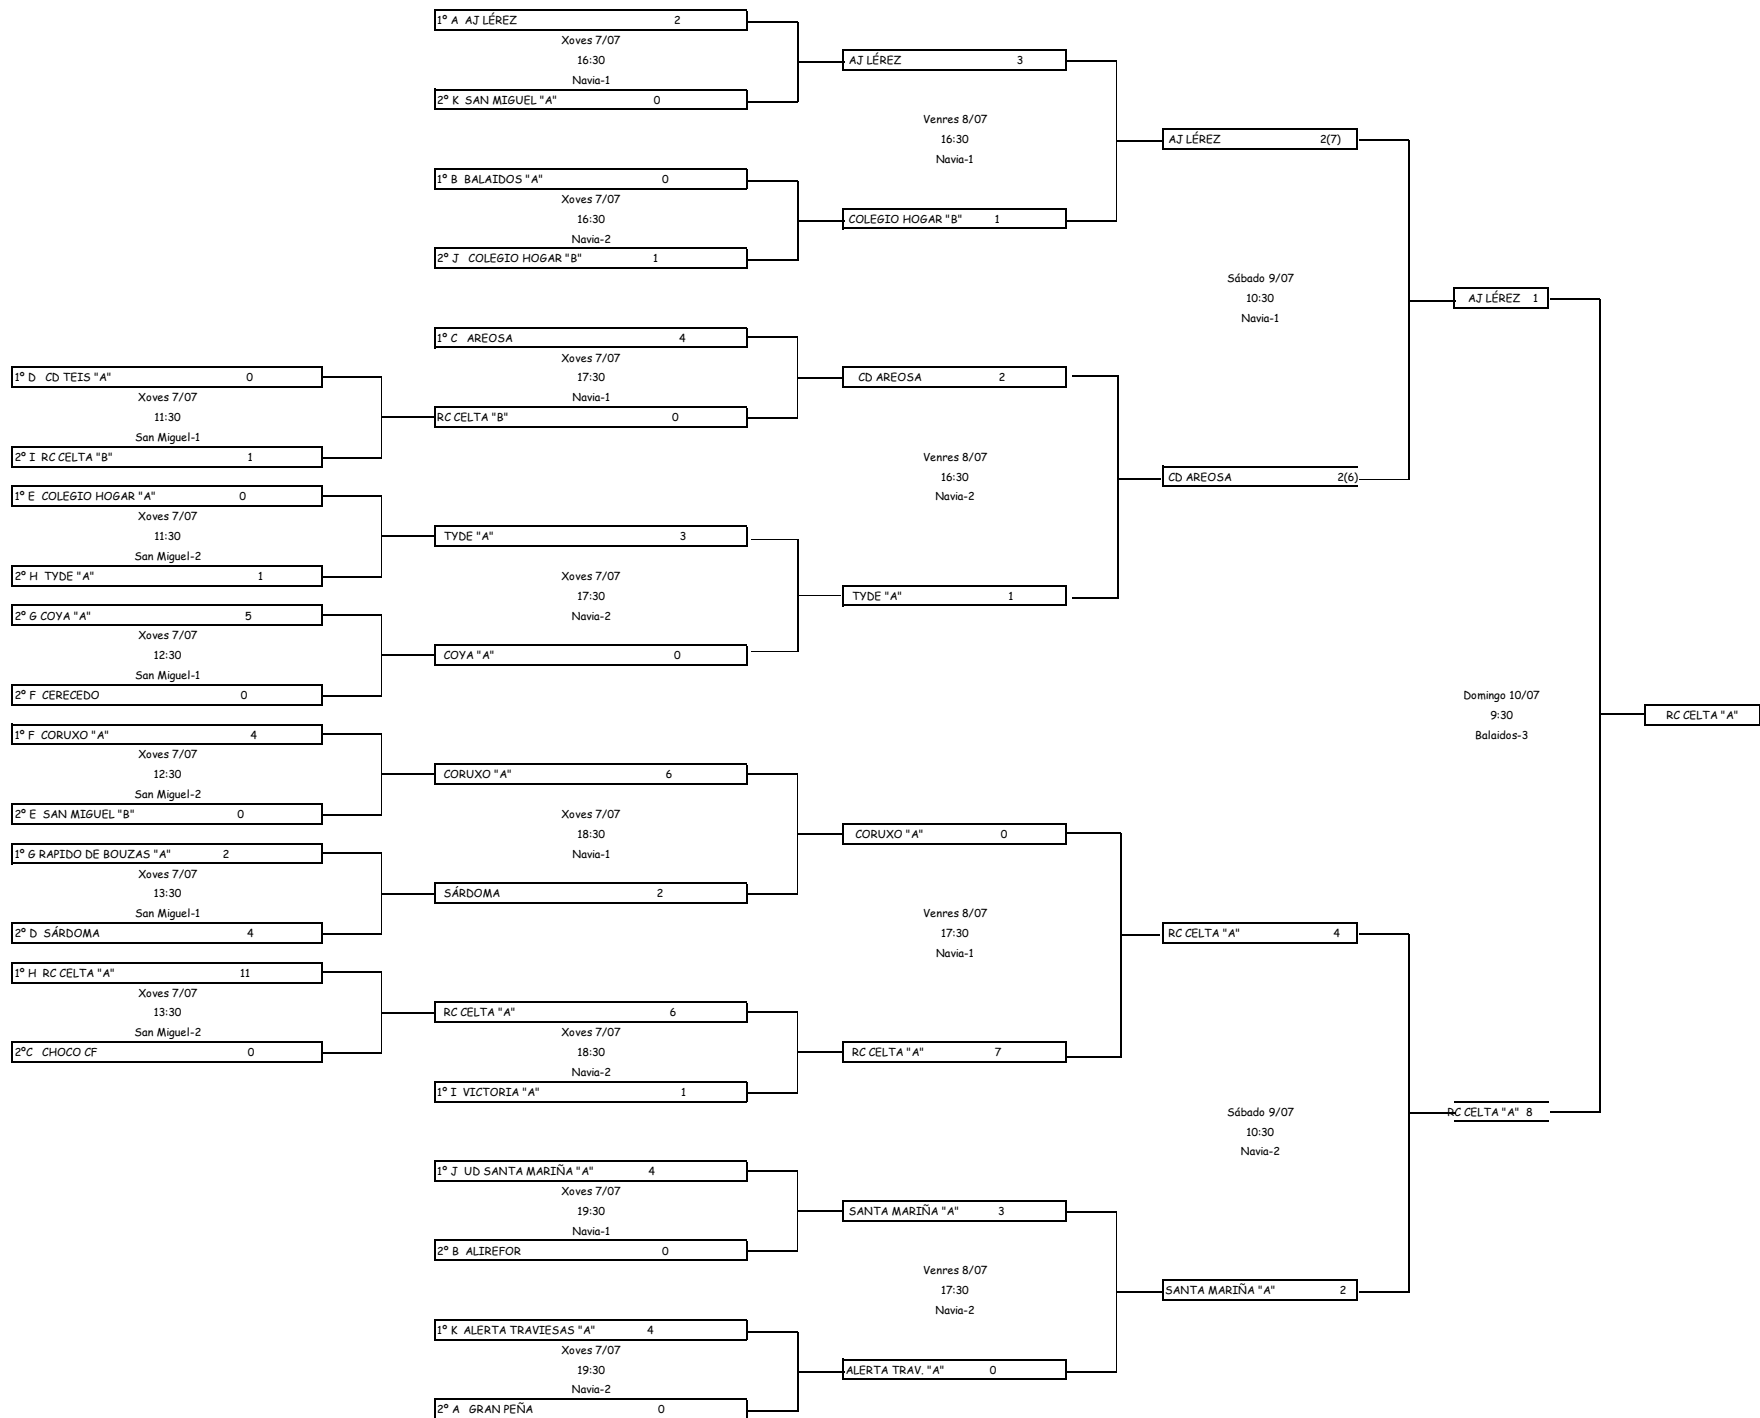 1º A AJ LÉREZ 2
Xoves 7/07
16:30
Navia-1
2º K SAN MIGUEL "A" 0
1º B BALAIDOS "A" 0
Xoves 7/07
16:30
Navia-2
2º J COLEGIO HOGAR "B" 1
1º C AREOSA 4
Xoves 7/07
17:30
Navia-1
RC CELTA "B" 0
1º D CD TEIS "A" 0
Xoves 7/07
11:30
San Miguel-1
2º I RC CELTA "B" 1
1º E COLEGIO HOGAR "A" 0
Xoves 7/07
11:30
San Miguel-2
2º H TYDE "A" 1
2º G COYA "A" 5
Xoves 7/07
12:30
San Miguel-1
2º F CERECEDO 0
1º F CORUXO "A" 4
Xoves 7/07
12:30
San Miguel-2
2º E SAN MIGUEL "B" 0
1º G RAPIDO DE BOUZAS "A" 2
Xoves 7/07
13:30
San Miguel-1
2º D SÁRDOMA 4
1º H RC CELTA "A" 11
Xoves 7/07
13:30
San Miguel-2
2ºC CHOCO CF 0
TYDE "A" 3
Xoves 7/07
17:30
Navia-2
COYA "A" 0
CORUXO "A" 6
Xoves 7/07
18:30
Navia-1
SÁRDOMA 2
RC CELTA "A" 6
Xoves 7/07
18:30
Navia-2
1º I VICTORIA "A" 1
1º J UD SANTA MARIÑA "A" 4
Xoves 7/07
19:30
Navia-1
2º B ALIREFOR 0
1º K ALERTA TRAVIESAS "A" 4
Xoves 7/07
19:30
Navia-2
2º A GRAN PEÑA 0
AJ LÉREZ 3
Venres 8/07
16:30
Navia-1
COLEGIO HOGAR "B" 1
CD AREOSA 2
Venres 8/07
16:30
Navia-2
TYDE "A" 1
CORUXO "A" 0
Venres 8/07
17:30
Navia-1
RC CELTA "A" 7
SANTA MARIÑA "A" 3
Venres 8/07
17:30
Navia-2
ALERTA TRAV. "A" 0
AJ LÉREZ 2(7)
Sábado 9/07
10:30
Navia-1
CD AREOSA 2(6)
RC CELTA "A" 4
Sábado 9/07
10:30
Navia-2
SANTA MARIÑA "A" 2
AJ LÉREZ 1
Domingo 10/07
9:30
Balaidos-3
RC CELTA "A" 8
RC CELTA "A"